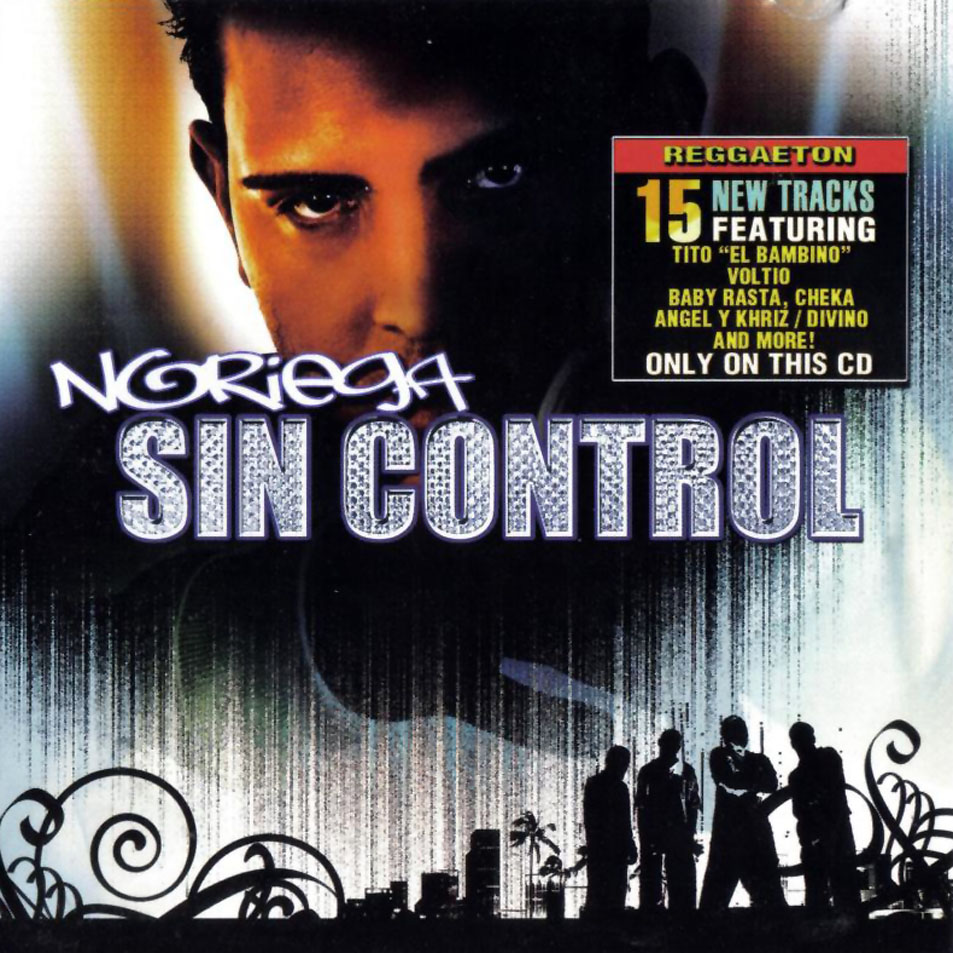 REGGAETON
15 NEW TRACKS
FEATURING
TITO "EL BAMBINO"
VOLTIO
BABY RASTA, CHEKA
ANGEL Y KHRIZ / DIVINO
AND MORE!
ONLY ON THIS CD
NORiEgA
SIN CONTROL